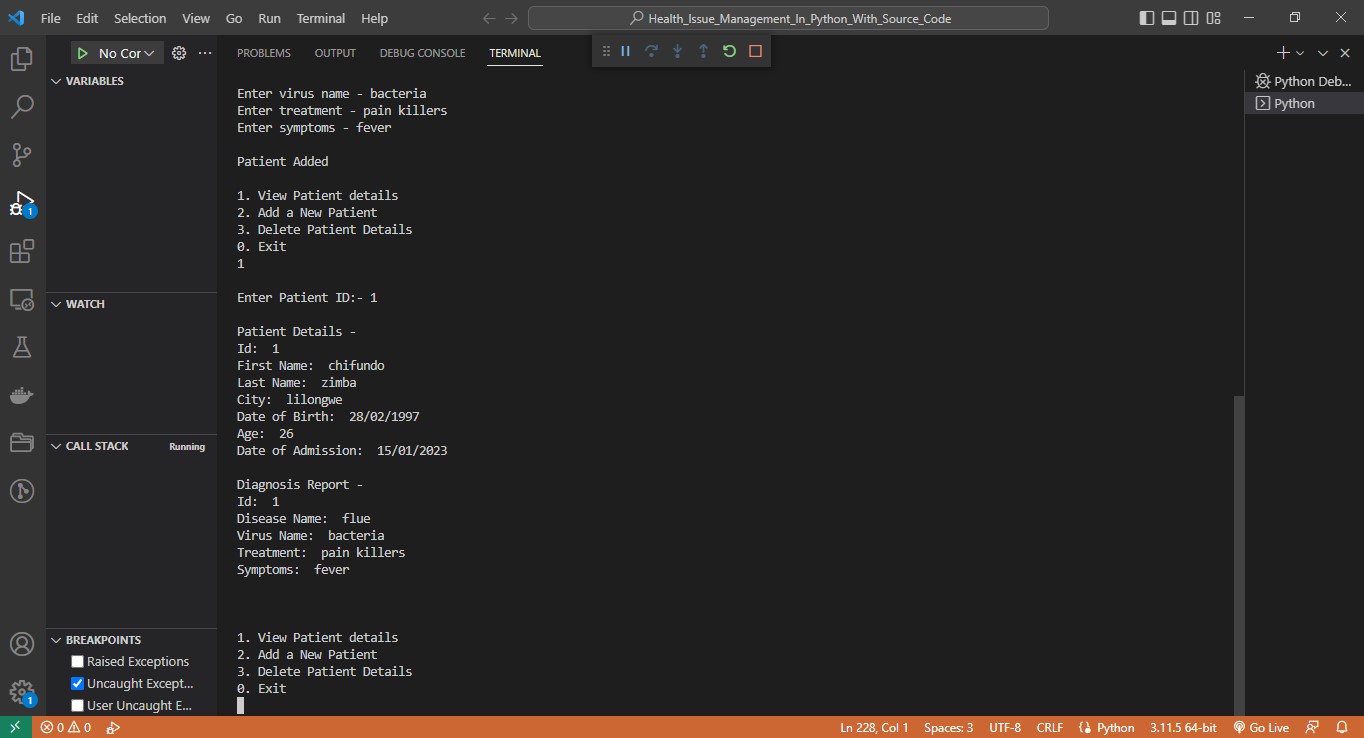 File Edit Selection View Go Run Terminal Help
Health_Issue_Management_In_Python_With_Source_Code
No Cor
PROBLEMS OUTPUT DEBUG CONSOLE TERMINAL
VARIABLES
WATCH
CALL STACK Running
BREAKPOINTS
Raised Exceptions
Uncaught Except...
User Uncaught E...
1
1
Enter virus name - bacteria
Enter treatment - pain killers
Enter symptoms - fever
Patient Added
1. View Patient details
2. Add a New Patient
3. Delete Patient Details
0. Exit
1
Enter Patient ID:- 1
Patient Details -
Id:  1
First Name:  chifundo
Last Name:  zimba
City:  lilongwe
Date of Birth:  28/02/1997
Age:  26
Date of Admission:  15/01/2023
Diagnosis Report -
Id:  1
Disease Name:  flue
Virus Name:  bacteria
Treatment:  pain killers
Symptoms:  fever
1. View Patient details
2. Add a New Patient
3. Delete Patient Details
0. Exit
Python Deb...
Python
0 0 Ln 228, Col 1 Spaces: 3 UTF-8 CRLF Python 3.11.5 64-bit Go Live